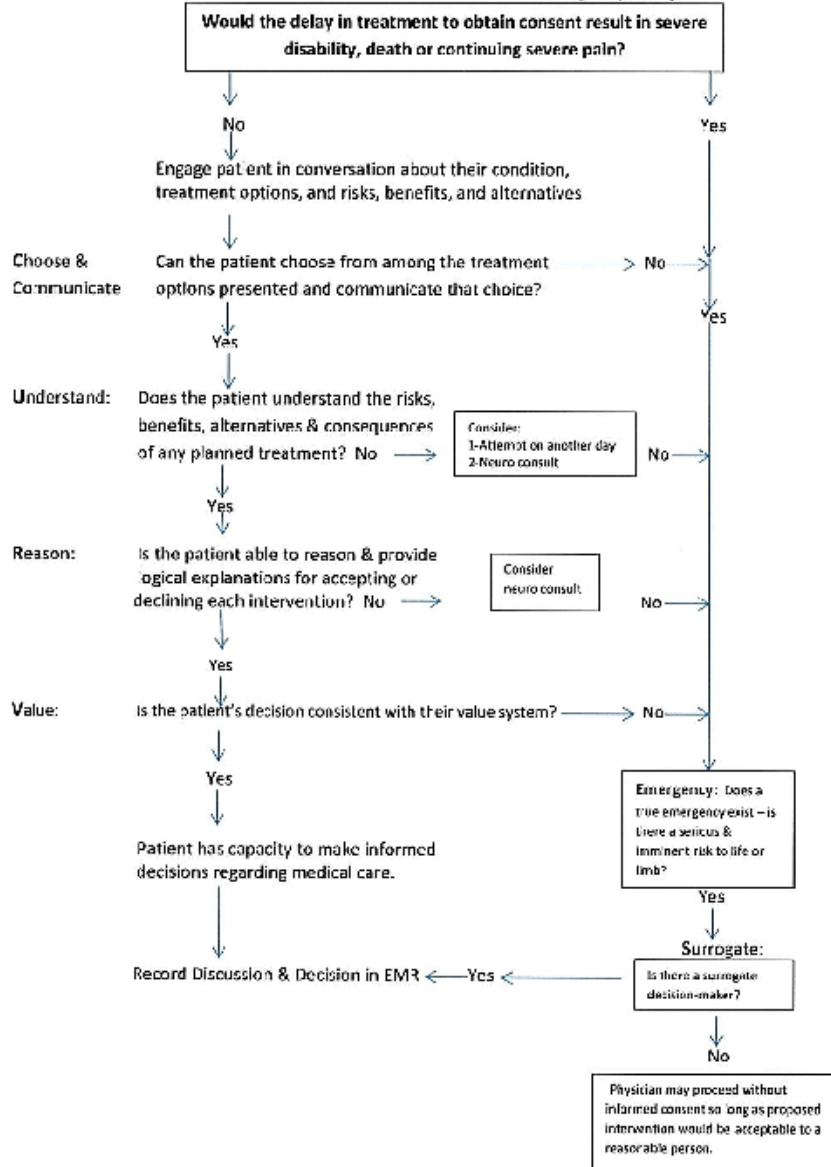 Would the delay in treatment to obtain consent result in severe
disability, death or continuing severe pain?
No
Yes
Engage patient in conversation about their condition,
treatment options, and risks, benefits, and alternatives
Choose &
Communicate
Can the patient choose from among the treatment
options presented and communicate that choice?
No
Yes
Yes
Understand:
Does the patient understand the risks,
benefits, alternatives & consequences
of any planned treatment? No
Consider:
1-Attempt on another day
2-Neuro consult
No
Yes
Reason:
Is the patient able to reason & provide
logical explanations for accepting or
declining each intervention? No
Consider
neuro consult
No
Yes
Value:
Is the patient's decision consistent with their value system?
No
Yes
Emergency: Does a
true emergency exist – is
there a serious &
imminent risk to life or
limb?
Patient has capacity to make informed
decisions regarding medical care.
Yes
Surrogate:
Record Discussion & Decision in EMR
Yes
Is there a surrogate
decision-maker?
No
Physician may proceed without
informed consent so long as proposed
intervention would be acceptable to a
reasonable person.